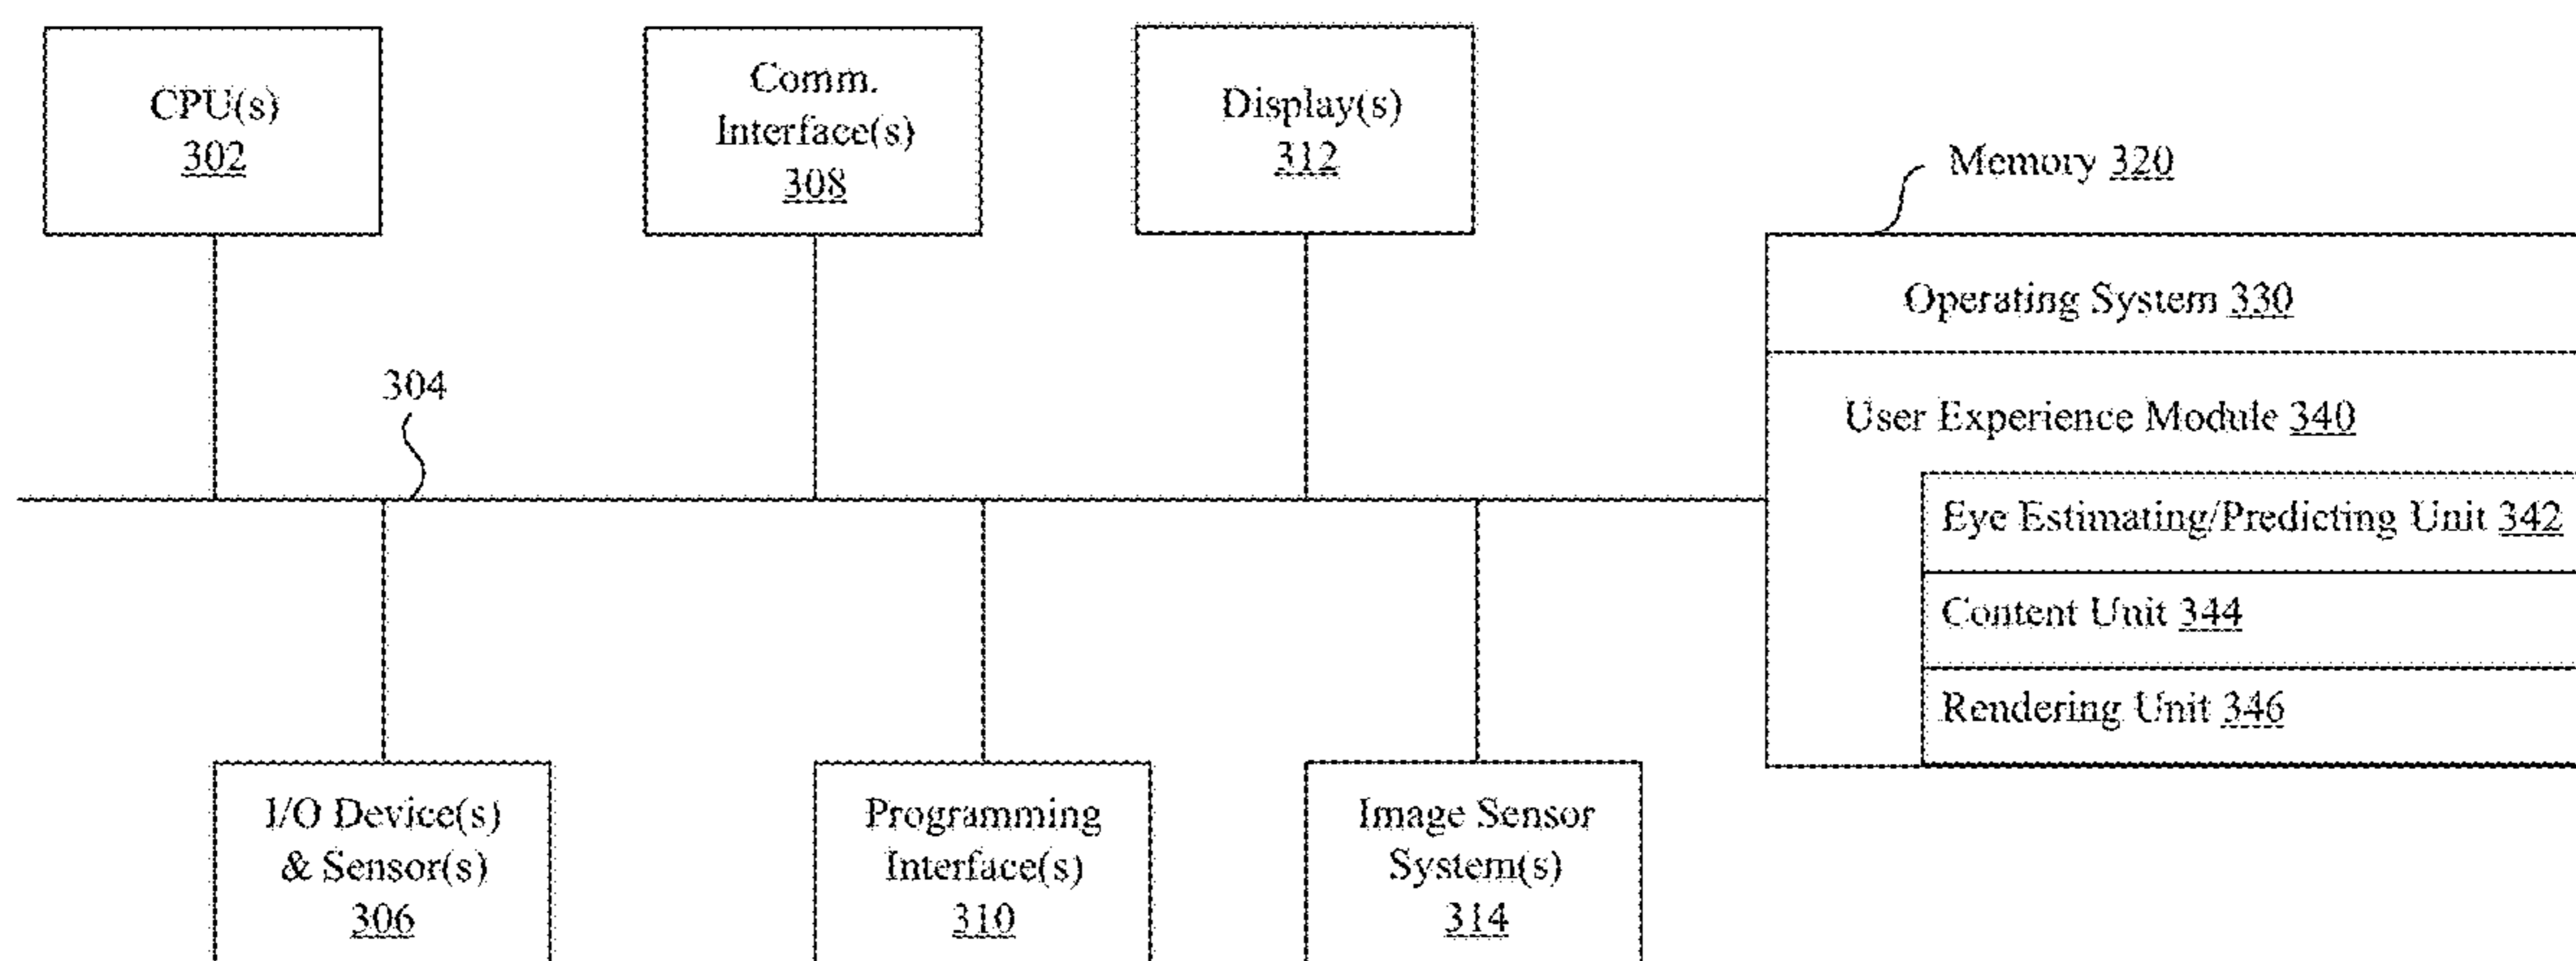 CPU(s)
302
Comm.
Interface(s)
308
Display(s)
312
Memory 320
Operating System 330
304
User Experience Module 340
Eye Estimating/Predicting Unit 342
Content Unit 344
Rendering Unit 346
I/O Device(s)
& Sensor(s)
306
Programming
Interface(s)
310
Image Sensor
System(s)
314